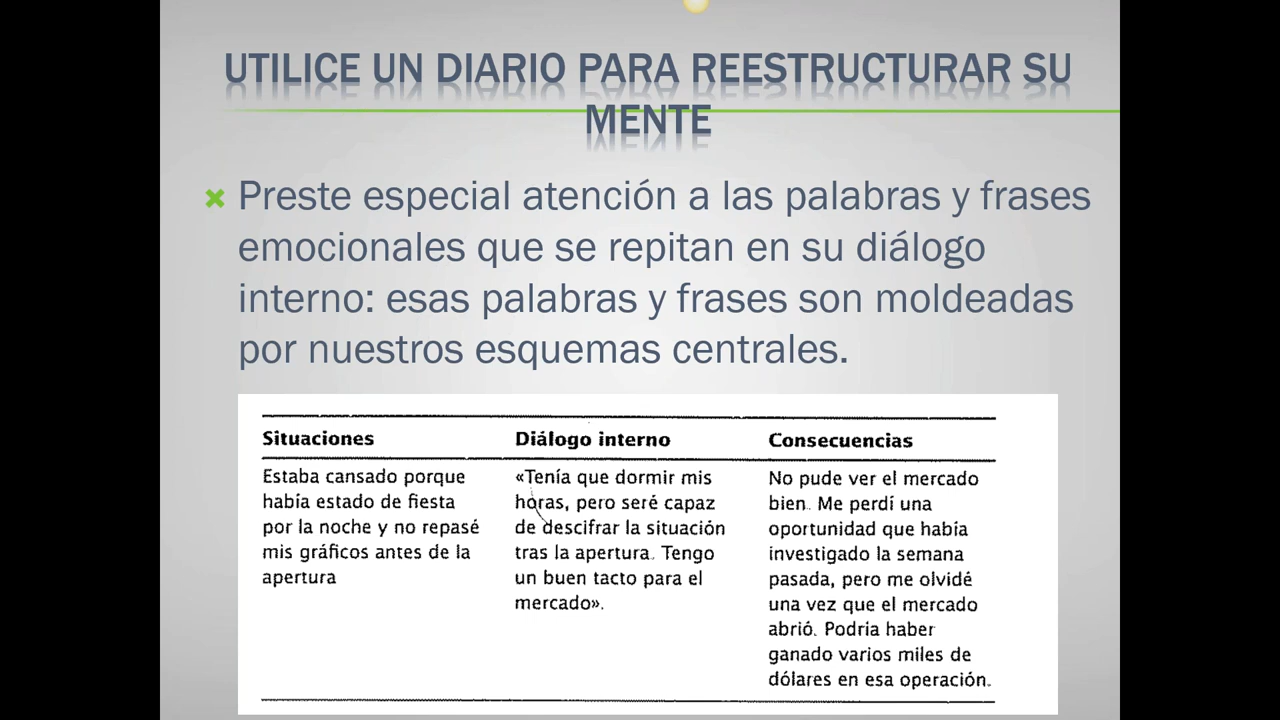 UTILICE UN DIARIO PARA REESTRUCTURAR SU
MENTE
Preste especial atención a las palabras y frases
emocionales que se repitan en su diálogo
interno: esas palabras y frases son moldeadas
por nuestros esquemas centrales.
Situaciones
Estaba cansado porque
había estado de fiesta
por la noche y no repasé
mis gráficos antes de la
apertura
Diálogo interno
«Tenía que dormir mis
horas, pero seré capaz
de descifrar la situación
tras la apertura. Tengo
un buen tacto para el
mercado».
Consecuencias
No pude ver el mercado
bien. Me perdí una
oportunidad que había
investigado la semana
pasada, pero me olvidé
una vez que el mercado
abrió. Podria haber
ganado varios miles de
dólares en esa operación.